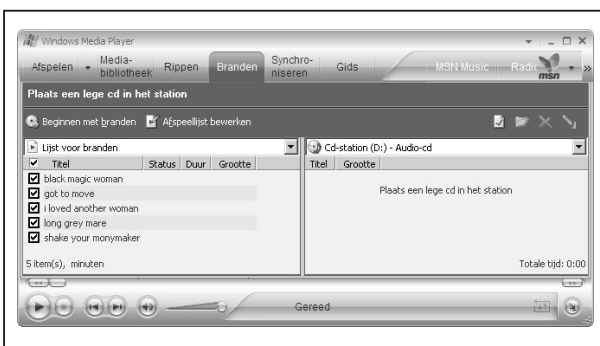 Windows Media Player
Afspelen
Media-
bibliotheek
Rippen
Branden
Synchro-
niseren
Gids
MSN Music
Radio
msn
Plaats een lege cd in het station
Beginnen met branden
Afspeellijst bewerken
Lijst voor branden
Cd-station (D:) - Audio-cd
Titel Status Duur Grootte
Titel Grootte
black magic woman
got to move
i loved another woman
long grey mare
shake your monymaker
Plaats een lege cd in het station
5 item(s), minuten
Totale tijd: 0:00
Gereed